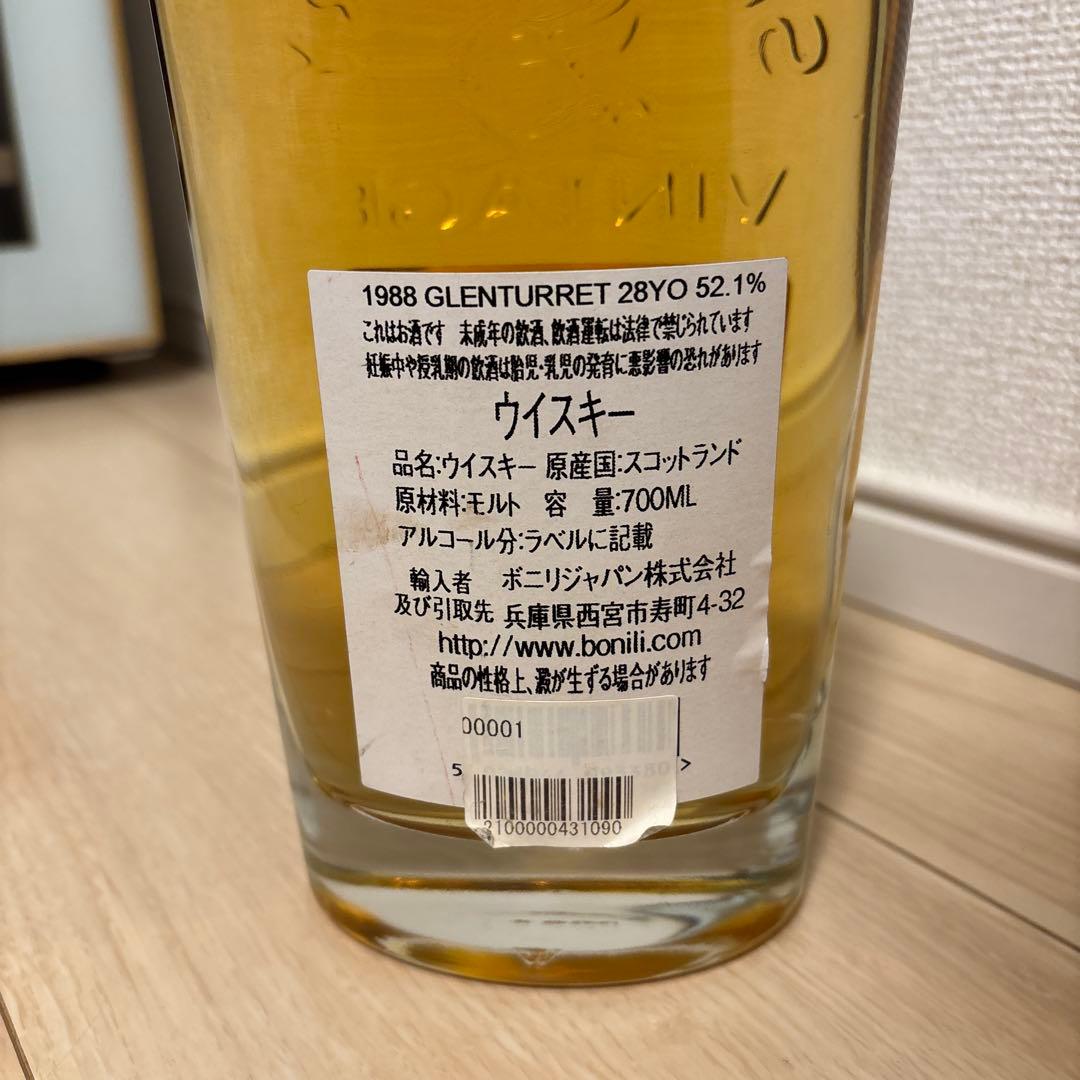 1988 GLENTURRET 28YO 52.1%
これはお酒です 未成年の飲酒、飲酒運転は法律で禁じられています
妊娠中や授乳期の飲酒は胎児・乳児の発育に悪影響の恐れがあります
ウイスキー
品名:ウイスキー 原産国:スコットランド
原材料:モルト 容 量:700ML
アルコール分:ラベルに記載
輸入者 ボニリジャパン株式会社
及び引取先 兵庫県西宮市寿町4-32
http://www.bonili.com
商品の性格上、澱が生ずる場合があります
00001
5 >
2100000431090